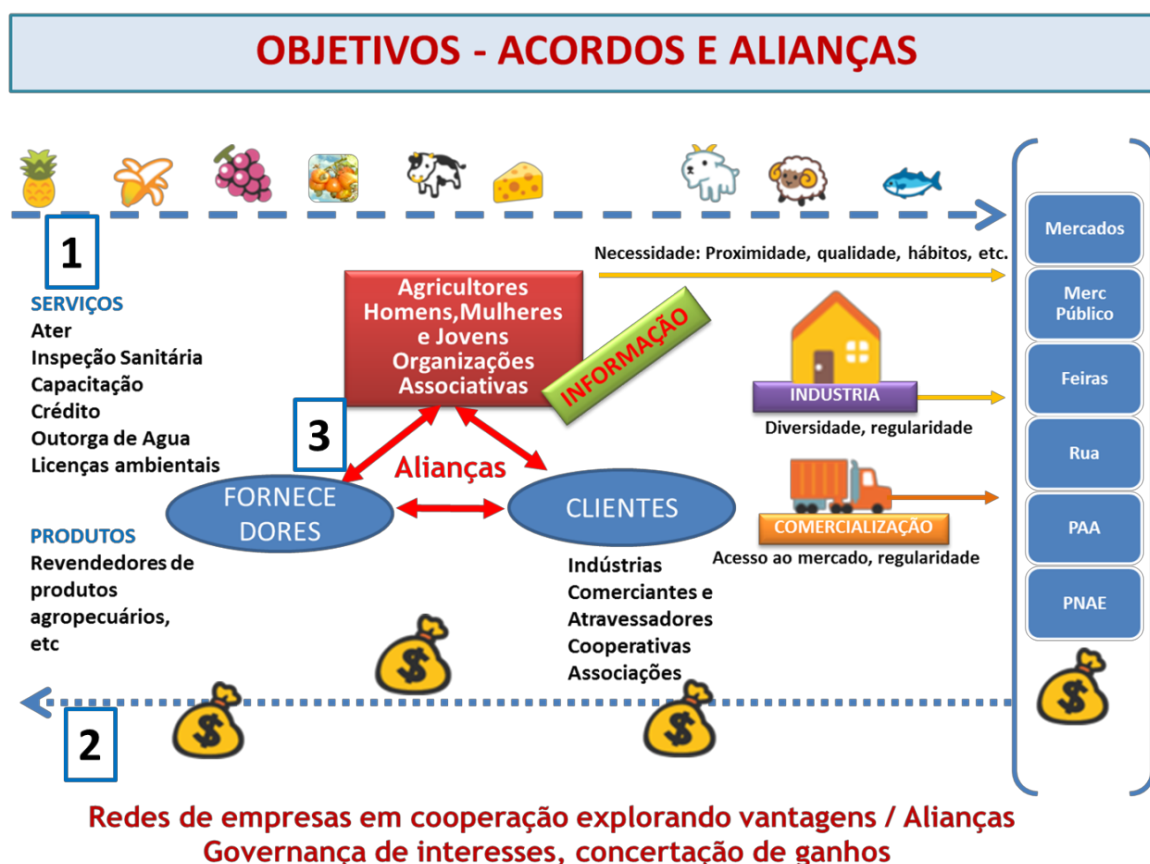 OBJETIVOS - ACORDOS E ALIANÇAS
1
SERVIÇOS
Ater
Inspeção Sanitária
Capacitação
Crédito
Outorga de Agua
Licenças ambientais
PRODUTOS
Revendedores de
produtos
agropecuários,
etc
Agricultores
Homens,Mulheres
e Jovens
Organizações
Associativas
INFORMAÇÃO
3
Alianças
FORNECE
DORES
CLIENTES
Indústrias
Comerciantes e
Atravessadores
Cooperativas
Associações
Necessidade: Proximidade, qualidade, hábitos, etc.
INDUSTRIA
Diversidade, regularidade
COMERCIALIZAÇÃO
Acesso ao mercado, regularidade
Mercados
Merc
Público
Feiras
Rua
PAA
PNAE
$
$
$
$
2
Redes de empresas em cooperação explorando vantagens / Alianças
Governança de interesses, concertação de ganhos